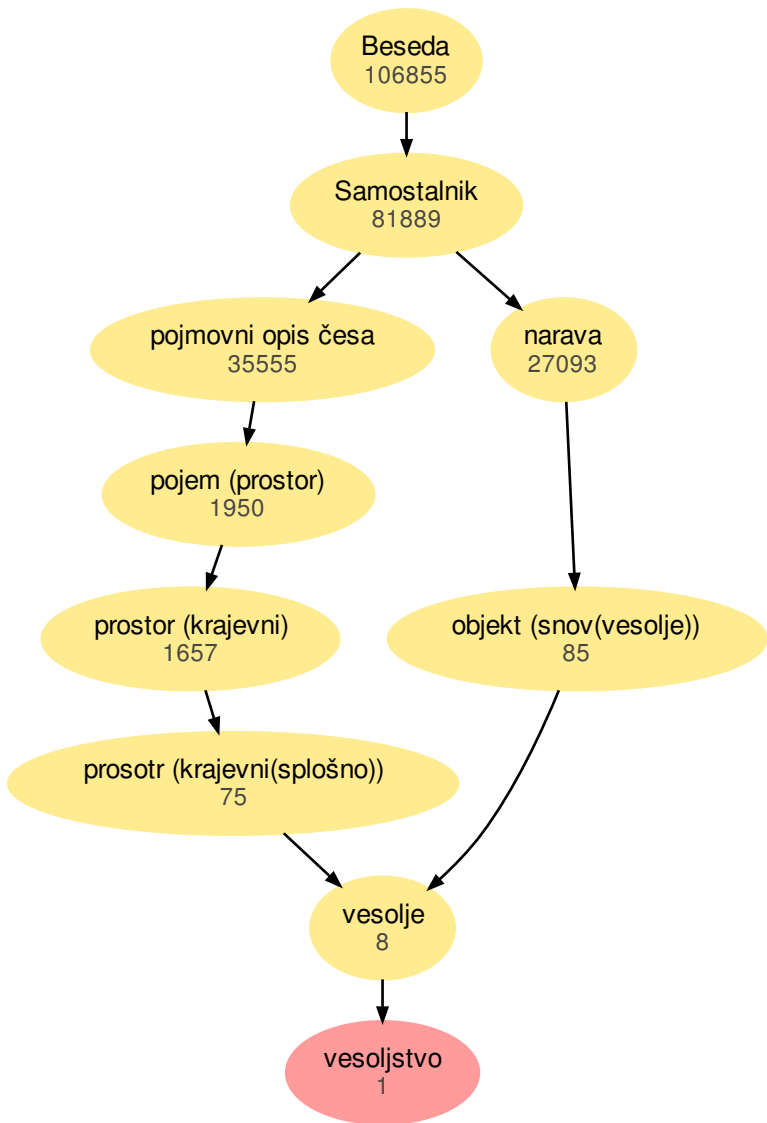 Beseda
106855
Samostalnik
81889
pojmovni opis česa
35555
narava
27093
pojem (prostor)
1950
prostor (krajevni)
1657
objekt (snov(vesolje))
85
prosotr (krajevni(splošno))
75
vesolje
8
vesoljstvo
1